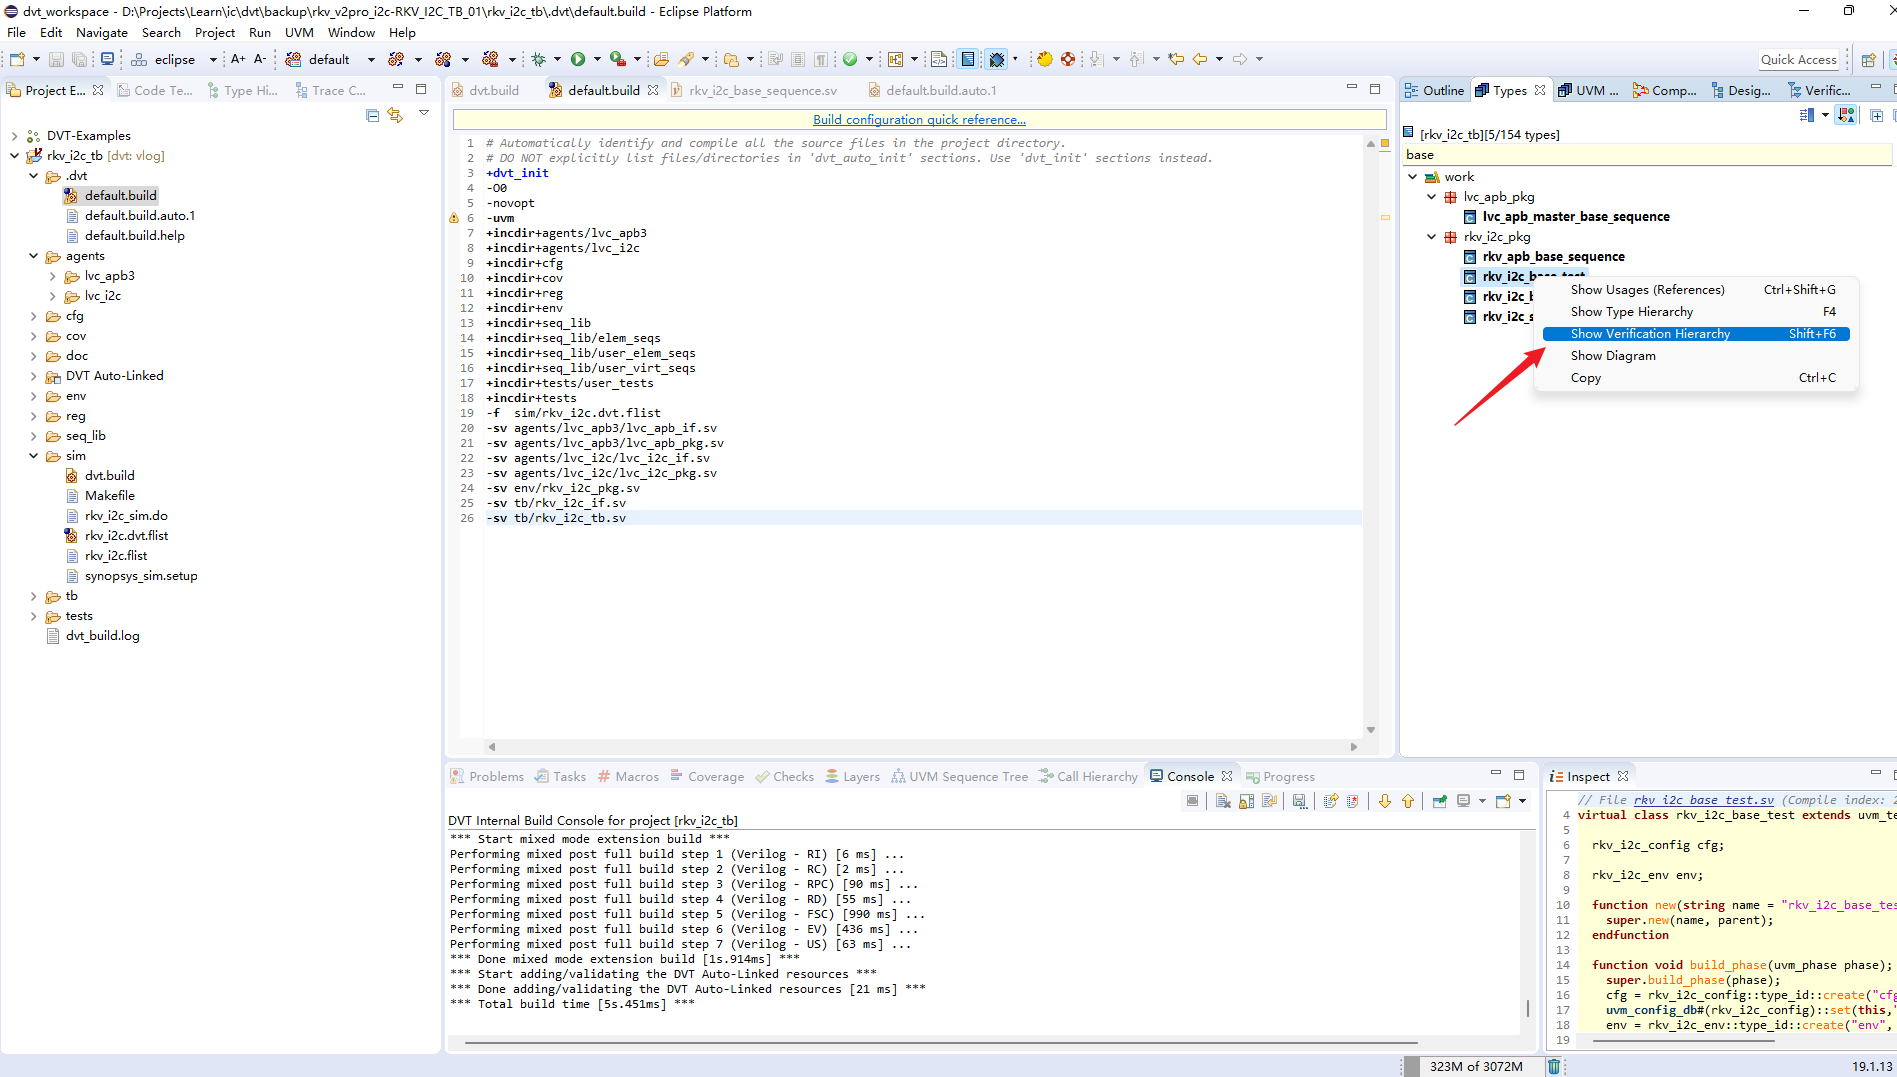 dvt_workspace - D:\Projects\Learn\ic\dvt\backup\rkv_v2pro_i2c-RKV_I2C_TB_01\rkv_i2c_tb\.dvt\default.build - Eclipse Platform
File Edit Navigate Search Project Run UVM Window Help
eclipse A+ A- default Quick Access
Project E... Code Te... Type Hi... Trace C...
DVT-Examples
rkv_i2c_tb [dvt: vlog]
.dvt
default.build
default.build.auto.1
default.build.help
agents
lvc_apb3
lvc_i2c
cfg
cov
doc
DVT Auto-Linked
env
reg
seq_lib
sim
dvt.build
Makefile
rkv_i2c_sim.do
rkv_i2c.dvt.flist
rkv_i2c.flist
synopsys_sim.setup
tb
tests
dvt_build.log
dvt.build default.build rkv_i2c_base_sequence.sv default.build.auto.1
Build configuration quick reference...
1 # Automatically identify and compile all the source files in the project directory.
2 # DO NOT explicitly list files/directories in 'dvt_auto_init' sections. Use 'dvt_init' sections instead.
3 +dvt_init
4 -O0
5 -novopt
6 -uvm
7 +incdir+agents/lvc_apb3
8 +incdir+agents/lvc_i2c
9 +incdir+cfg
10 +incdir+cov
11 +incdir+reg
12 +incdir+env
13 +incdir+seq_lib
14 +incdir+seq_lib/elem_seqs
15 +incdir+seq_lib/user_elem_seqs
16 +incdir+seq_lib/user_virt_seqs
17 +incdir+tests/user_tests
18 +incdir+tests
19 -f  sim/rkv_i2c.dvt.flist
20 -sv agents/lvc_apb3/lvc_apb_if.sv
21 -sv agents/lvc_apb3/lvc_apb_pkg.sv
22 -sv agents/lvc_i2c/lvc_i2c_if.sv
23 -sv agents/lvc_i2c/lvc_i2c_pkg.sv
24 -sv env/rkv_i2c_pkg.sv
25 -sv tb/rkv_i2c_if.sv
26 -sv tb/rkv_i2c_tb.sv
Outline Types UVM ... Comp... Desig... Verific...
[rkv_i2c_tb][5/154 types]
base
work
lvc_apb_pkg
lvc_apb_master_base_sequence
rkv_i2c_pkg
rkv_apb_base_sequence
rkv_i2c_base_test
rkv_i2c_
rkv_i2c_s
Show Usages (References) Ctrl+Shift+G
Show Type Hierarchy F4
Show Verification Hierarchy Shift+F6
Show Diagram
Copy Ctrl+C
Problems Tasks Macros Coverage Checks Layers UVM Sequence Tree Call Hierarchy Console Progress
DVT Internal Build Console for project [rkv_i2c_tb]
*** Start mixed mode extension build ***
Performing mixed post full build step 1 (Verilog - RI) [6 ms] ...
Performing mixed post full build step 2 (Verilog - RC) [2 ms] ...
Performing mixed post full build step 3 (Verilog - RPC) [90 ms] ...
Performing mixed post full build step 4 (Verilog - RD) [55 ms] ...
Performing mixed post full build step 5 (Verilog - FSC) [990 ms] ...
Performing mixed post full build step 6 (Verilog - EV) [436 ms] ...
Performing mixed post full build step 7 (Verilog - US) [63 ms] ...
*** Done mixed mode extension build [1s.914ms] ***
*** Start adding/validating the DVT Auto-Linked resources ***
*** Done adding/validating the DVT Auto-Linked resources [21 ms] ***
*** Total build time [5s.451ms] ***
Inspect
// File rkv_i2c_base_test.sv (Compile index: 2
4 virtual class rkv_i2c_base_test extends uvm_te
5
6 rkv_i2c_config cfg;
7
8 rkv_i2c_env env;
9
10 function new(string name = "rkv_i2c_base_tes
11 super.new(name, parent);
12 endfunction
13
14 function void build_phase(uvm_phase phase);
15 super.build_phase(phase);
16 cfg = rkv_i2c_config::type_id::create("cfg
17 uvm_config_db#(rkv_i2c_config)::set(this,"
18 env = rkv_i2c_env::type_id::create("env",
19
323M of 3072M 19.1.13